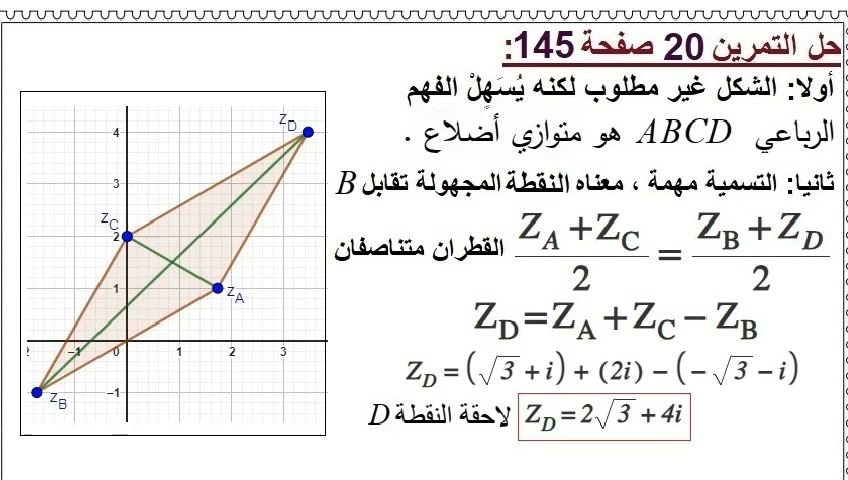 حل التمرين 20 صفحة 145:
أولا: الشكل غير مطلوب لكنه يُسَهِلْ الفهم
الرباعي ABCD هو متوازي أضلاع .
ثانيا: التسمية مهمة ، معناه النقطة المجهولة تقابل B
القطران متناصفان (Z_A + Z_C)/2 = (Z_B + Z_D)/2
Z_D = Z_A + Z_C − Z_B
Z_D = (√3 + i) + (2i) − (−√3 − i)
لاحقة النقطة D Z_D = 2√3 + 4i
z_D
4
3
z_C
2
1
z_A
2 −1 0 1 2 3
−1
z_B